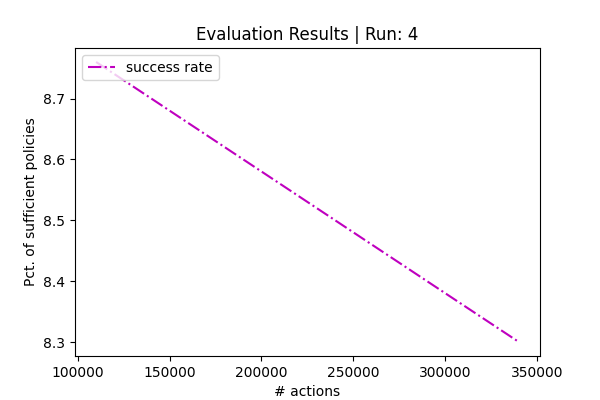 Evaluation Results | Run: 4
success rate
Pct. of sufficient policies
8.7
8.6
8.5
8.4
8.3
100000 150000 200000 250000 300000 350000
# actions